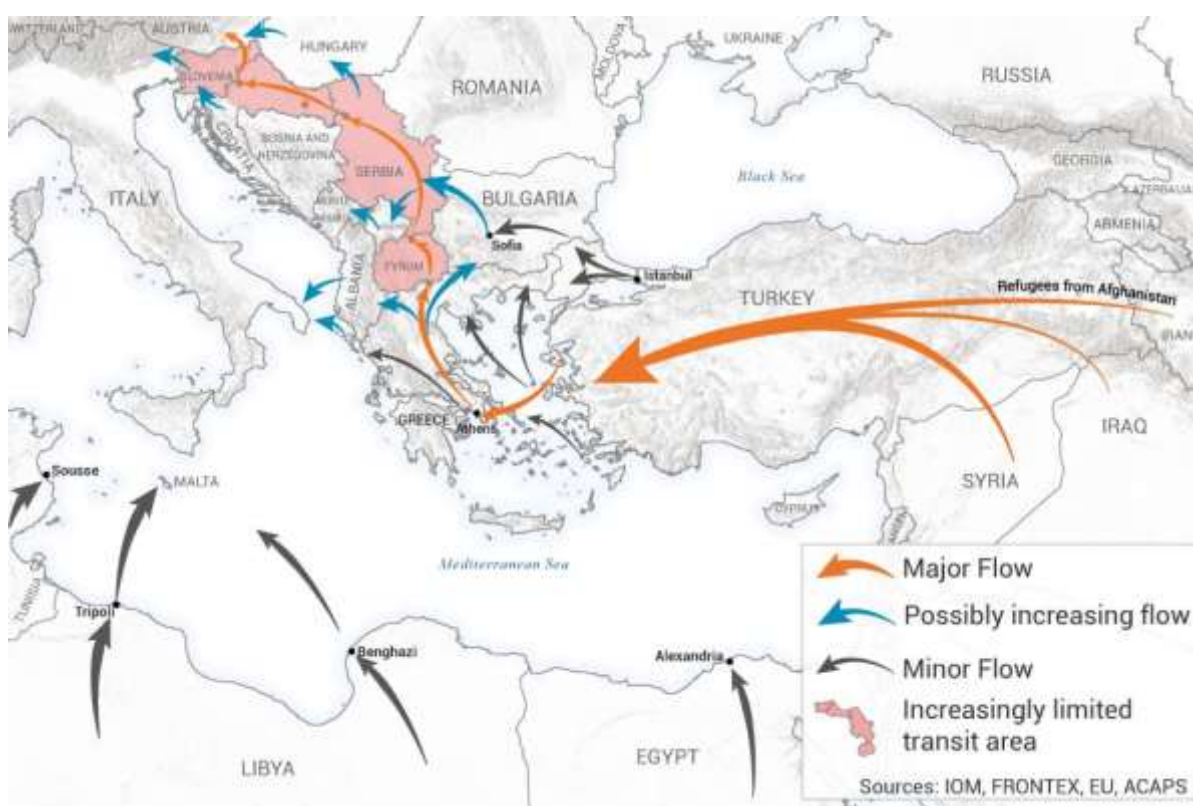 SWITZERLAND
AUSTRIA
HUNGARY
MOLDOVA
UKRAINE
RUSSIA
SLOVENIA
ROMANIA
CROATIA
BOSNIA AND
HERZEGOVINA
SERBIA
ITALY
Black Sea
GEORGIA
AZERBAIJAN
ARMENIA
BULGARIA
Sofia
FYROM
ALBANIA
Istanbul
TURKEY
Refugees from Afghanistan
IRAN
GREECE
Athens
IRAQ
SYRIA
Sousse
MALTA
CYPRUS
Mediterranean Sea
TUNISIA
Tripoli
Benghazi
Alexandria
LIBYA
EGYPT
Major Flow
Possibly increasing flow
Minor Flow
Increasingly limited
transit area
Sources: IOM, FRONTEX, EU, ACAPS